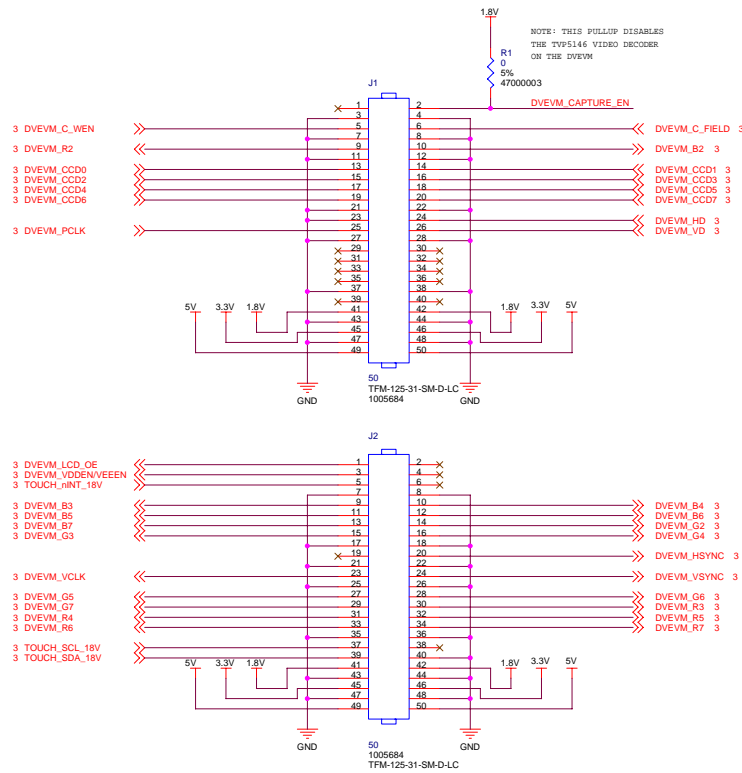 1.8V
NOTE: THIS PULLUP DISABLES
THE TVP5146 VIDEO DECODER
ON THE DVEVM
R1
0
5%
47000003
J1
1 2 DVEVM_CAPTURE_EN
3 4
3 DVEVM_C_WEN 5 6 DVEVM_C_FIELD 3
7 8
3 DVEVM_R2 9 10 DVEVM_B2 3
11 12
3 DVEVM_CCD0 13 14 DVEVM_CCD1 3
3 DVEVM_CCD2 15 16 DVEVM_CCD3 3
3 DVEVM_CCD4 17 18 DVEVM_CCD5 3
3 DVEVM_CCD6 19 20 DVEVM_CCD7 3
21 22
23 24 DVEVM_HD 3
3 DVEVM_PCLK 25 26 DVEVM_VD 3
27 28
29 30
31 32
33 34
35 36
37 38
39 40
5V 3.3V 1.8V 41 42 1.8V 3.3V 5V
43 44
45 46
47 48
49 50
50
TFM-125-31-SM-D-LC
1005684
GND GND
J2
3 DVEVM_LCD_OE 1 2
3 DVEVM_VDDEN/VEEEN 3 4
3 TOUCH_nINT_18V 5 6
7 8
3 DVEVM_B3 9 10 DVEVM_B4 3
3 DVEVM_B5 11 12 DVEVM_B6 3
3 DVEVM_B7 13 14 DVEVM_G2 3
3 DVEVM_G3 15 16 DVEVM_G4 3
17 18
19 20 DVEVM_HSYNC 3
21 22
3 DVEVM_VCLK 23 24 DVEVM_VSYNC 3
25 26
3 DVEVM_G5 27 28 DVEVM_G6 3
3 DVEVM_G7 29 30 DVEVM_R3 3
3 DVEVM_R4 31 32 DVEVM_R5 3
3 DVEVM_R6 33 34 DVEVM_R7 3
35 36
3 TOUCH_SCL_18V 37 38
3 TOUCH_SDA_18V 39 40
5V 3.3V 1.8V 41 42 1.8V 3.3V 5V
43 44
45 46
47 48
49 50
GND GND
50
1005684
TFM-125-31-SM-D-LC